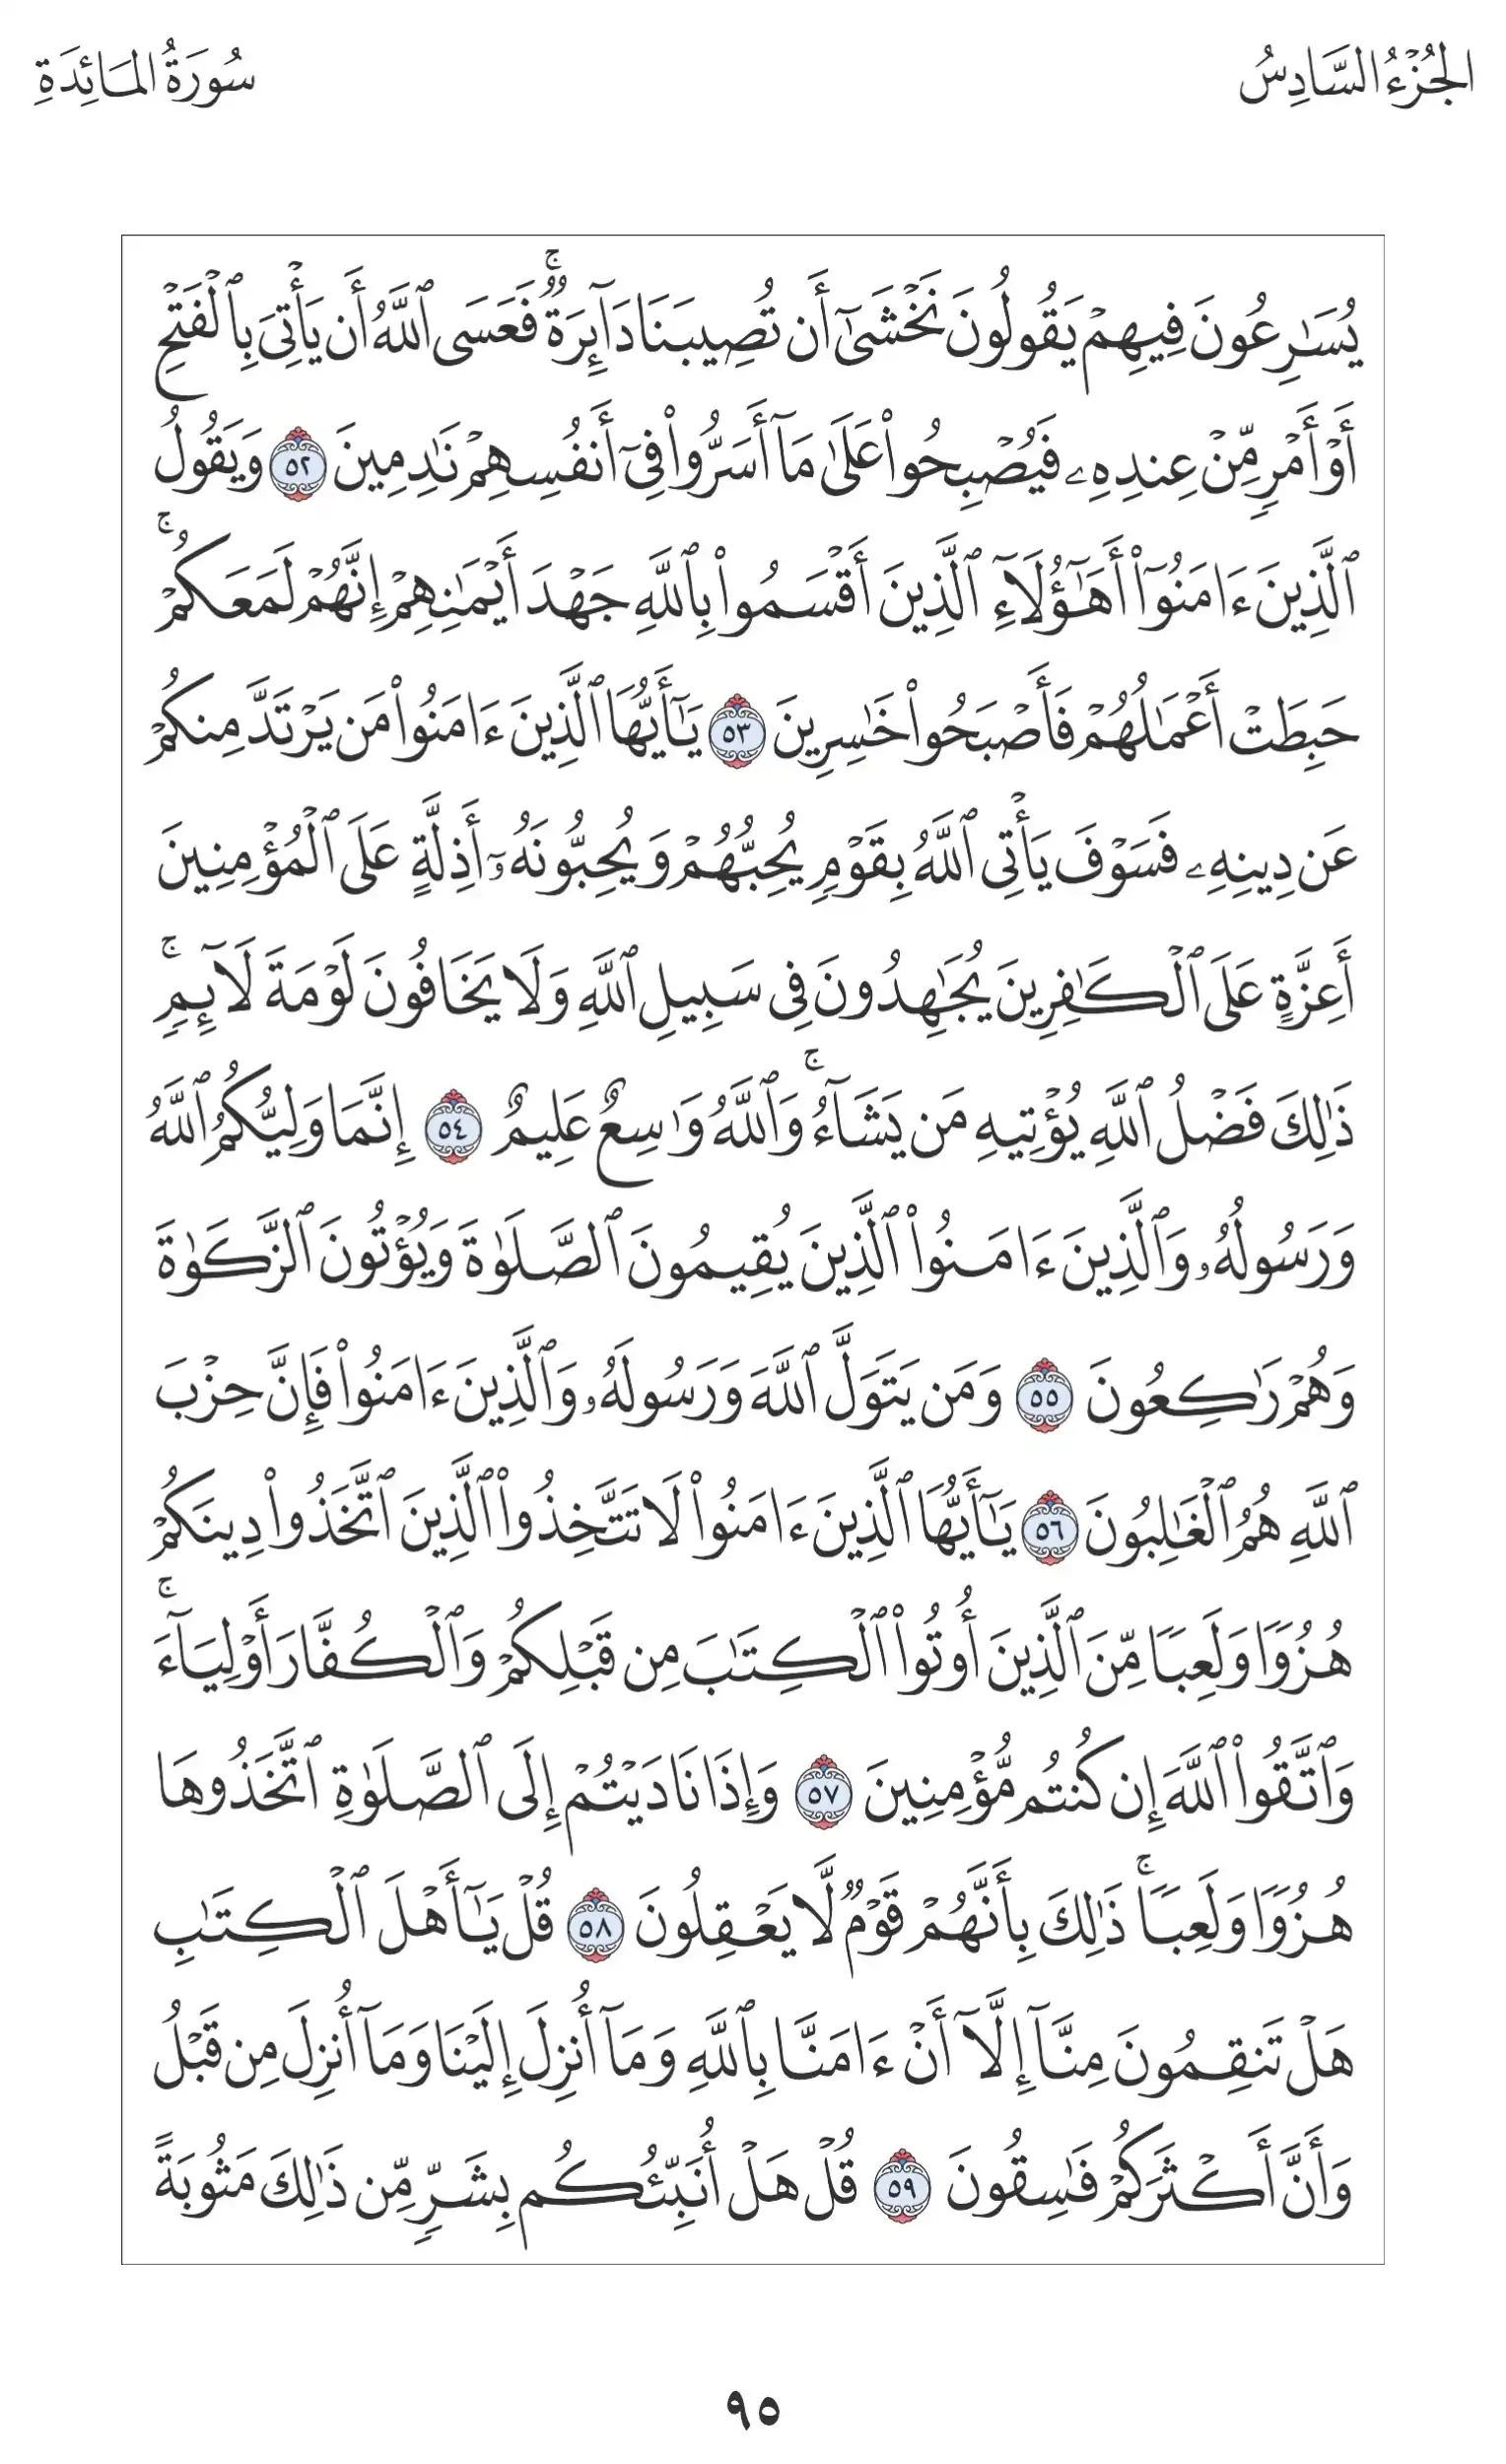 الجُزْءُ السَّادِسُ
سُورَةُ المَائِدَةِ
يُسَٰرِعُونَ فِيهِمْ يَقُولُونَ نَخْشَىٰٓ أَن تُصِيبَنَا دَآئِرَةٌۚ فَعَسَى ٱللَّهُ أَن يَأْتِىَ بِٱلْفَتْحِ
أَوْ أَمْرٍ مِّنْ عِندِهِۦ فَيُصْبِحُوا۟ عَلَىٰ مَآ أَسَرُّوا۟ فِىٓ أَنفُسِهِمْ نَٰدِمِينَ ٥٢ وَيَقُولُ
ٱلَّذِينَ ءَامَنُوٓا۟ أَهَٰٓؤُلَآءِ ٱلَّذِينَ أَقْسَمُوا۟ بِٱللَّهِ جَهْدَ أَيْمَٰنِهِمْ إِنَّهُمْ لَمَعَكُمْۚ
حَبِطَتْ أَعْمَٰلُهُمْ فَأَصْبَحُوا۟ خَٰسِرِينَ ٥٣ يَٰٓأَيُّهَا ٱلَّذِينَ ءَامَنُوا۟ مَن يَرْتَدَّ مِنكُمْ
عَن دِينِهِۦ فَسَوْفَ يَأْتِى ٱللَّهُ بِقَوْمٍ يُحِبُّهُمْ وَيُحِبُّونَهُۥٓ أَذِلَّةٍ عَلَى ٱلْمُؤْمِنِينَ
أَعِزَّةٍ عَلَى ٱلْكَٰفِرِينَ يُجَٰهِدُونَ فِى سَبِيلِ ٱللَّهِ وَلَا يَخَافُونَ لَوْمَةَ لَآئِمٍۚ
ذَٰلِكَ فَضْلُ ٱللَّهِ يُؤْتِيهِ مَن يَشَآءُۚ وَٱللَّهُ وَٰسِعٌ عَلِيمٌ ٥٤ إِنَّمَا وَلِيُّكُمُ ٱللَّهُ
وَرَسُولُهُۥ وَٱلَّذِينَ ءَامَنُوا۟ ٱلَّذِينَ يُقِيمُونَ ٱلصَّلَوٰةَ وَيُؤْتُونَ ٱلزَّكَوٰةَ
وَهُمْ رَٰكِعُونَ ٥٥ وَمَن يَتَوَلَّ ٱللَّهَ وَرَسُولَهُۥ وَٱلَّذِينَ ءَامَنُوا۟ فَإِنَّ حِزْبَ
ٱللَّهِ هُمُ ٱلْغَٰلِبُونَ ٥٦ يَٰٓأَيُّهَا ٱلَّذِينَ ءَامَنُوا۟ لَا تَتَّخِذُوا۟ ٱلَّذِينَ ٱتَّخَذُوا۟ دِينَكُمْ
هُزُوًا وَلَعِبًا مِّنَ ٱلَّذِينَ أُوتُوا۟ ٱلْكِتَٰبَ مِن قَبْلِكُمْ وَٱلْكُفَّارَ أَوْلِيَآءَۚ
وَٱتَّقُوا۟ ٱللَّهَ إِن كُنتُم مُّؤْمِنِينَ ٥٧ وَإِذَا نَادَيْتُمْ إِلَى ٱلصَّلَوٰةِ ٱتَّخَذُوهَا
هُزُوًا وَلَعِبًاۚ ذَٰلِكَ بِأَنَّهُمْ قَوْمٌ لَّا يَعْقِلُونَ ٥٨ قُلْ يَٰٓأَهْلَ ٱلْكِتَٰبِ
هَلْ تَنقِمُونَ مِنَّآ إِلَّآ أَنْ ءَامَنَّا بِٱللَّهِ وَمَآ أُنزِلَ إِلَيْنَا وَمَآ أُنزِلَ مِن قَبْلُ
وَأَنَّ أَكْثَرَكُمْ فَٰسِقُونَ ٥٩ قُلْ هَلْ أُنَبِّئُكُم بِشَرٍّ مِّن ذَٰلِكَ مَثُوبَةً
٩٥